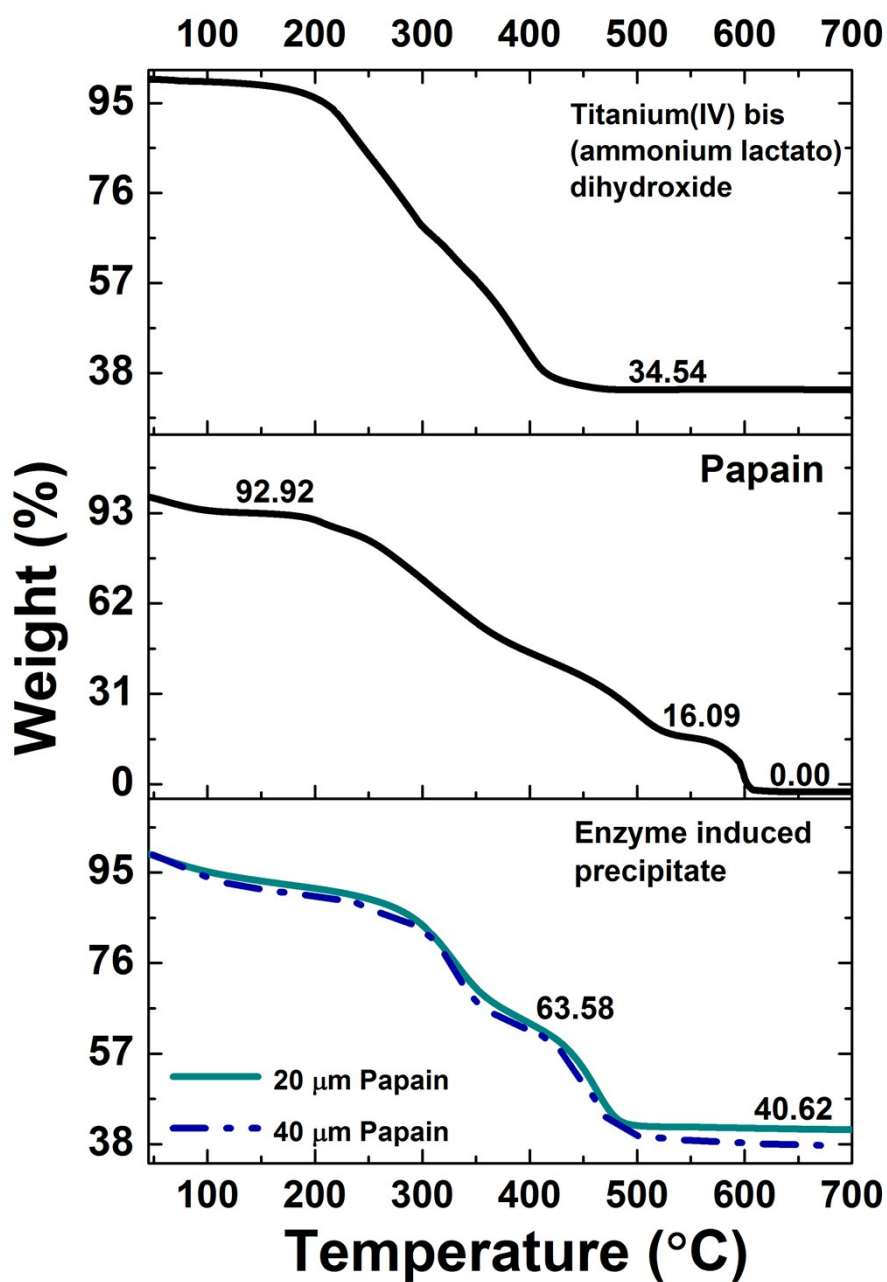 100 200 300 400 500 600 700
Titanium(IV) bis
(ammonium lactato)
dihydroxide
95
76
57
38
34.54
Papain
92.92
93
62
31
0
16.09
0.00
Weight (%)
Enzyme induced
precipitate
95
76
57
38
63.58
40.62
20 μm Papain
40 μm Papain
100 200 300 400 500 600 700
Temperature (°C)